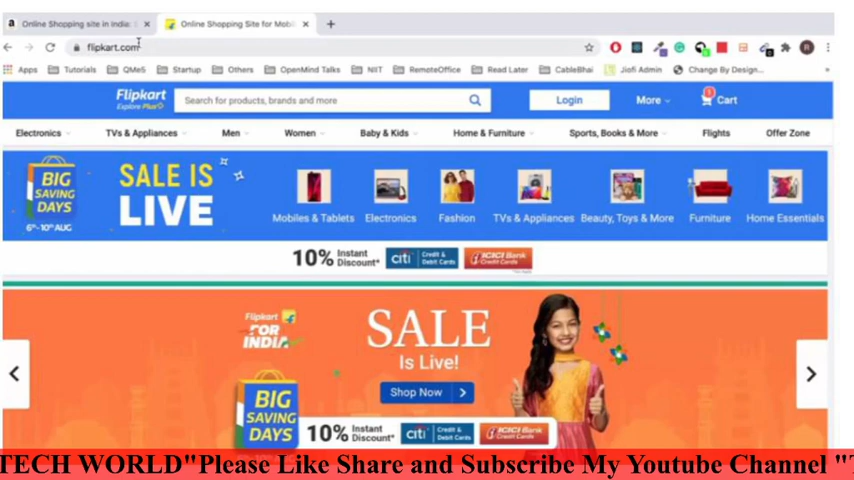 a Online Shopping site in India: Online Shopping Site for Mobil
flipkart.com
Apps Tutorials QMe5 Startup Others OpenMind Talks NIIT RemoteOffice Read Later CableBhai Jiofi Admin Change By Design...
Flipkart Search for products, brands and more Login More Cart
Explore Plus
Electronics TVs & Appliances Men Women Baby & Kids Home & Furniture Sports, Books & More Flights Offer Zone
BIG SAVING DAYS
6TH-10TH AUG
SALE IS
LIVE
Mobiles & Tablets Electronics Fashion TVs & Appliances Beauty, Toys & More Furniture Home Essentials
10% Instant Discount* citi Credit & Debit Cards ICICI Bank Credit Cards
Flipkart
FOR
INDIA
SALE
Is Live!
Shop Now
BIG
SAVING
DAYS
10% Instant Discount* citi Credit & Debit Cards ICICI Bank Credit Cards
TECH WORLD"Please Like Share and Subscribe My Youtube Channel "T